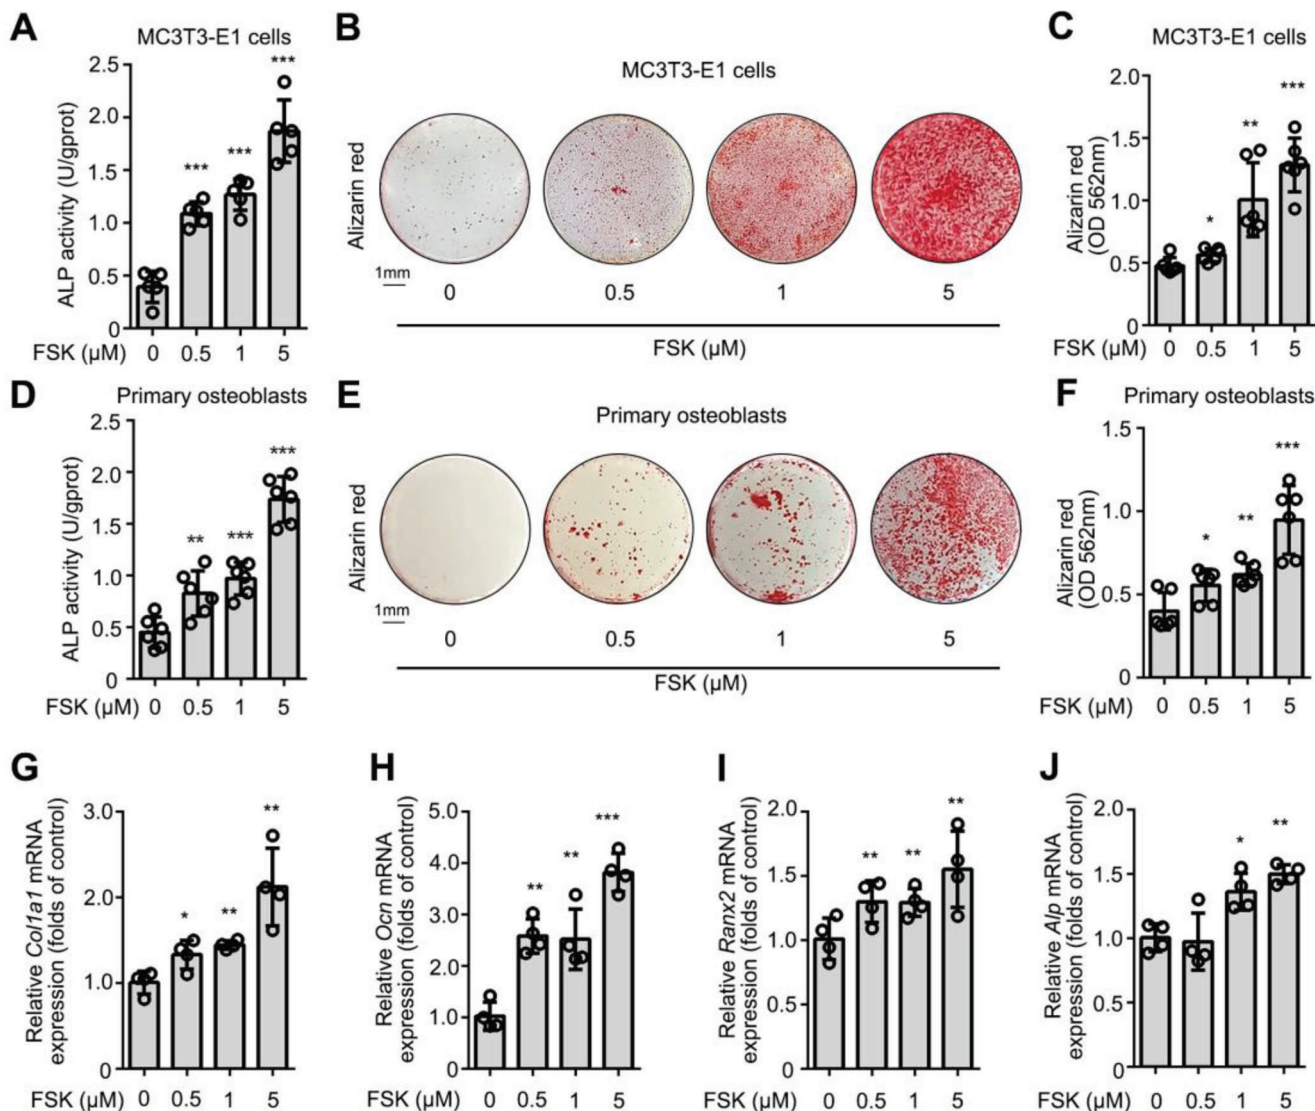 A
MC3T3-E1 cells
ALP activity (U/gprot)
2.5
2.0
1.5
1.0
0.5
0
***
***
***
FSK (µM) 0 0.5 1 5
B
MC3T3-E1 cells
Alizarin red
1mm
0 0.5 1 5
FSK (µM)
C
MC3T3-E1 cells
Alizarin red
(OD 562nm)
2.0
1.5
1.0
0.5
0
*
**
***
FSK (µM) 0 0.5 1 5
D
Primary osteoblasts
ALP activity (U/gprot)
2.5
2.0
1.5
1.0
0.5
0
**
***
***
FSK (µM) 0 0.5 1 5
E
Primary osteoblasts
Alizarin red
1mm
0 0.5 1 5
FSK (µM)
F
Primary osteoblasts
Alizarin red
(OD 562nm)
1.5
1.0
0.5
0
*
**
***
FSK (µM) 0 0.5 1 5
G
Relative Col1a1 mRNA
expression (folds of control)
3.0
2.0
1.0
0
*
**
**
FSK (µM) 0 0.5 1 5
H
Relative Ocn mRNA
expression (folds of control)
5.0
4.0
3.0
2.0
1.0
0
**
**
***
FSK (µM) 0 0.5 1 5
I
Relative Ranx2 mRNA
expression (folds of control)
2.0
1.5
1.0
0.5
0
**
**
**
FSK (µM) 0 0.5 1 5
J
Relative Alp mRNA
expression (folds of control)
2.0
1.5
1.0
0.5
0
*
**
FSK (µM) 0 0.5 1 5